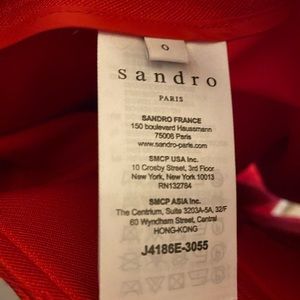 0
sandro
PARIS
SANDRO FRANCE
150 boulevard Haussmann
75008 Paris
www.sandro-paris.com
SMCP USA Inc.
10 Crosby Street, 3rd Floor
New York, New York 10013
RN132784
SMCP ASIA Inc.
The Centrium, Suite 3203A-5A, 32/F
60 Wyndham Street, Central
HONG-KONG
J4186E-3055